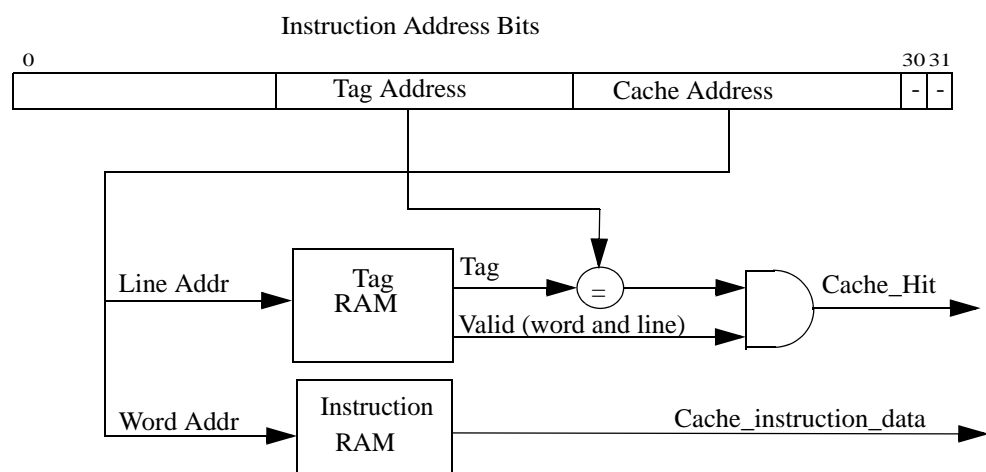 Instruction Address Bits
0 30 31
Tag Address Cache Address - -
Line Addr
Tag
RAM
Tag
=
Valid (word and line)
Cache_Hit
Word Addr
Instruction
RAM
Cache_instruction_data